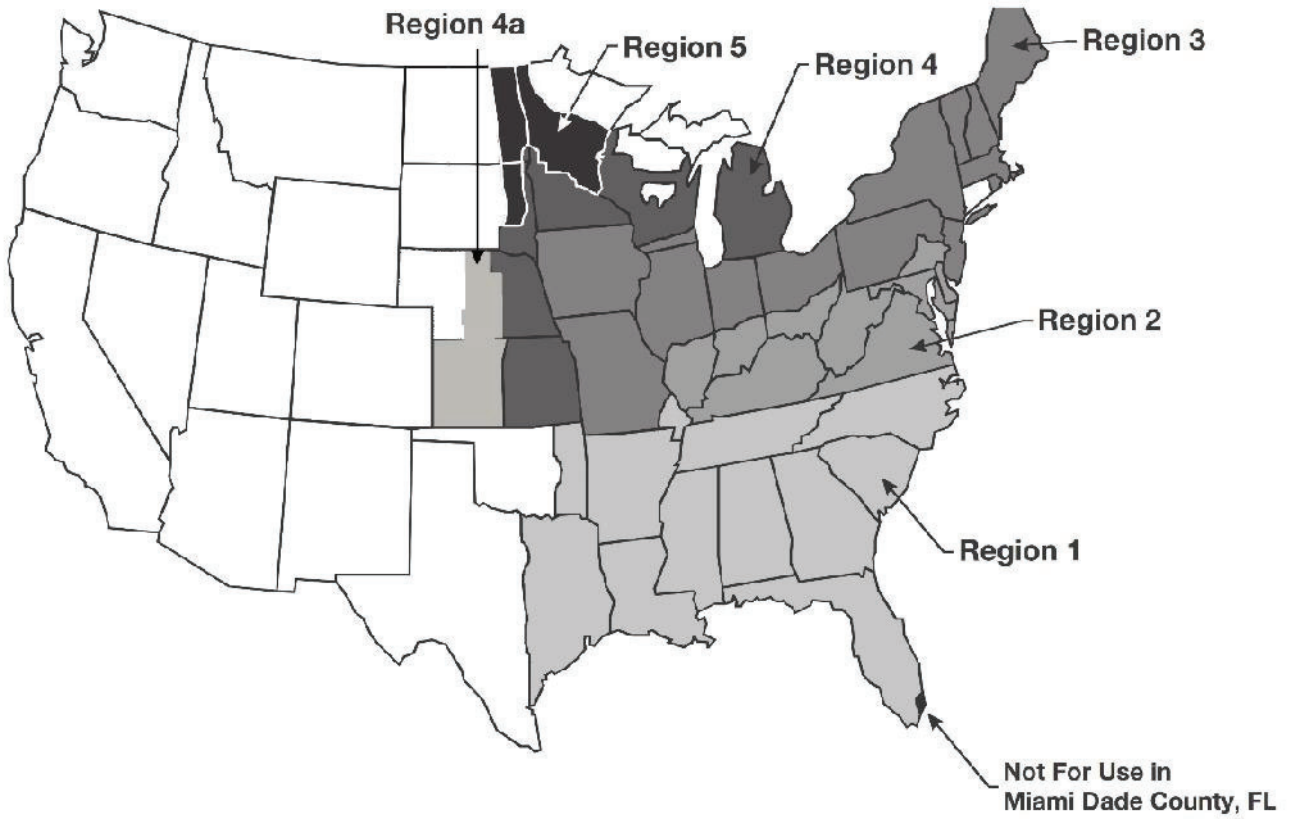 Region 4a
Region 5
Region 4
Region 3
Region 2
Region 1
Not For Use in
Miami Dade County, FL